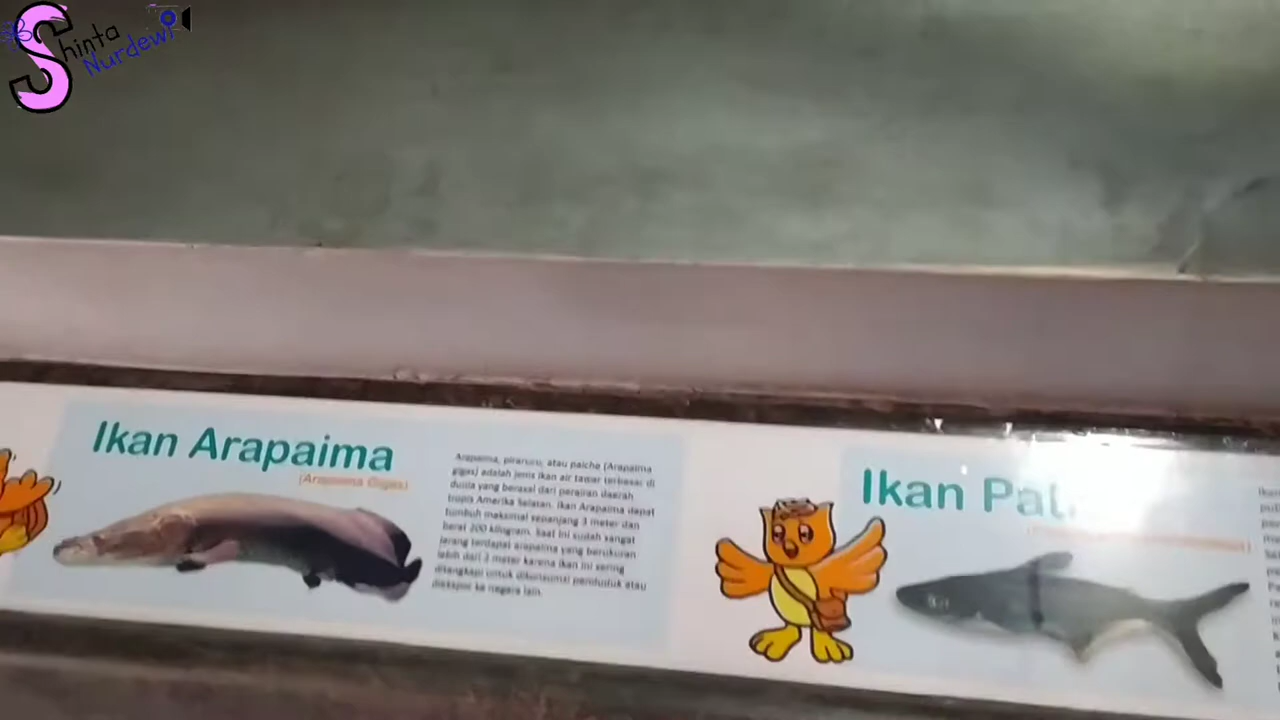 Shinta
Nurdewi
Ikan Arapaima
(Arapaima Gigas)
Arapaima, piraruru, atau paiche (Arapaima
gigas) adalah jenis ikan air tawar terbesar di
dunia yang berasal dari perairan daerah
tropis Amerika Selatan. Ikan Arapaima dapat
tumbuh maksimal sepanjang 3 meter dan
berat 200 kilogram. Saat ini sudah sangat
jarang terdapat arapaima yang berukuran
lebih dari 2 meter karena ikan ini sering
ditangkapi untuk dikonsumsi penduduk atau
diekspor ke negara lain.
Ikan